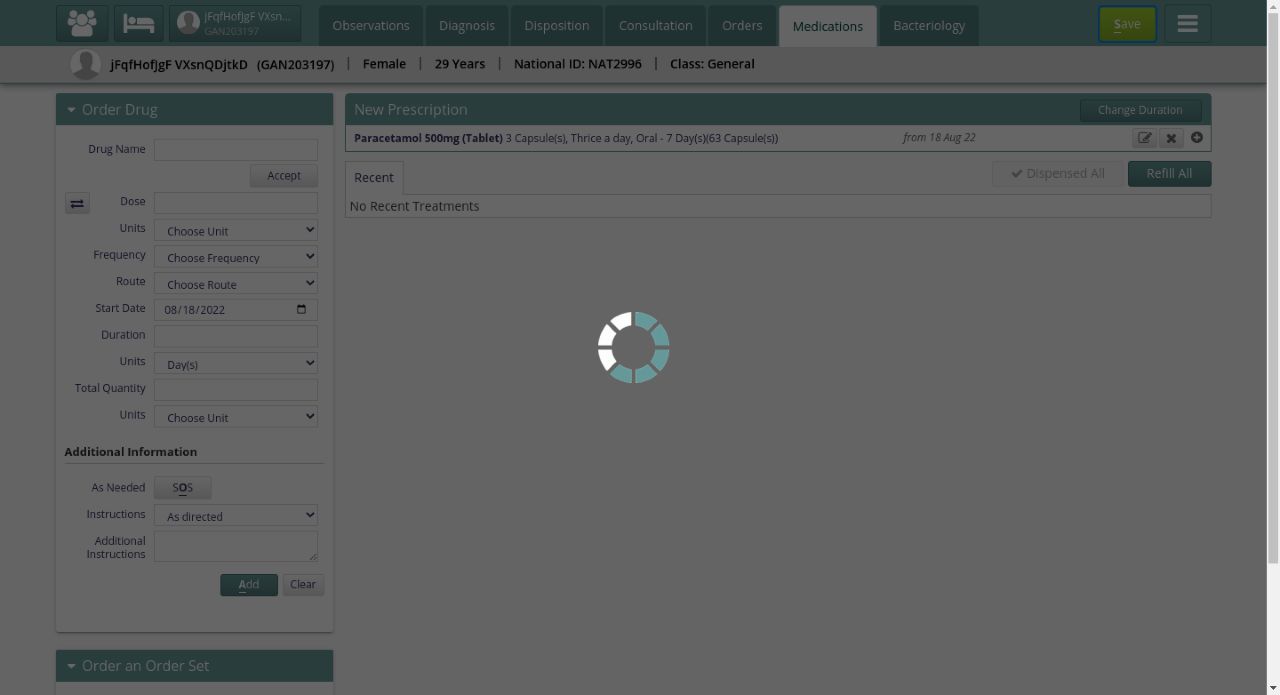 jFqfHofJgF VXsn...
GAN203197
Observations
Diagnosis
Disposition
Consultation
Orders
Medications
Bacteriology
Save
jFqfHofJgF VXsnQDjtkD (GAN203197) | Female | 29 Years | National ID: NAT2996 | Class: General
Order Drug
Drug Name
Accept
Dose
Units
Choose Unit
Frequency
Choose Frequency
Route
Choose Route
Start Date
08/18/2022
Duration
Units
Day(s)
Total Quantity
Units
Choose Unit
Additional Information
As Needed
SOS
Instructions
As directed
Additional
Instructions
Add
Clear
Order an Order Set
New Prescription
Change Duration
Paracetamol 500mg (Tablet) 3 Capsule(s), Thrice a day, Oral - 7 Day(s)(63 Capsule(s))
from 18 Aug 22
Recent
Dispensed All
Refill All
No Recent Treatments